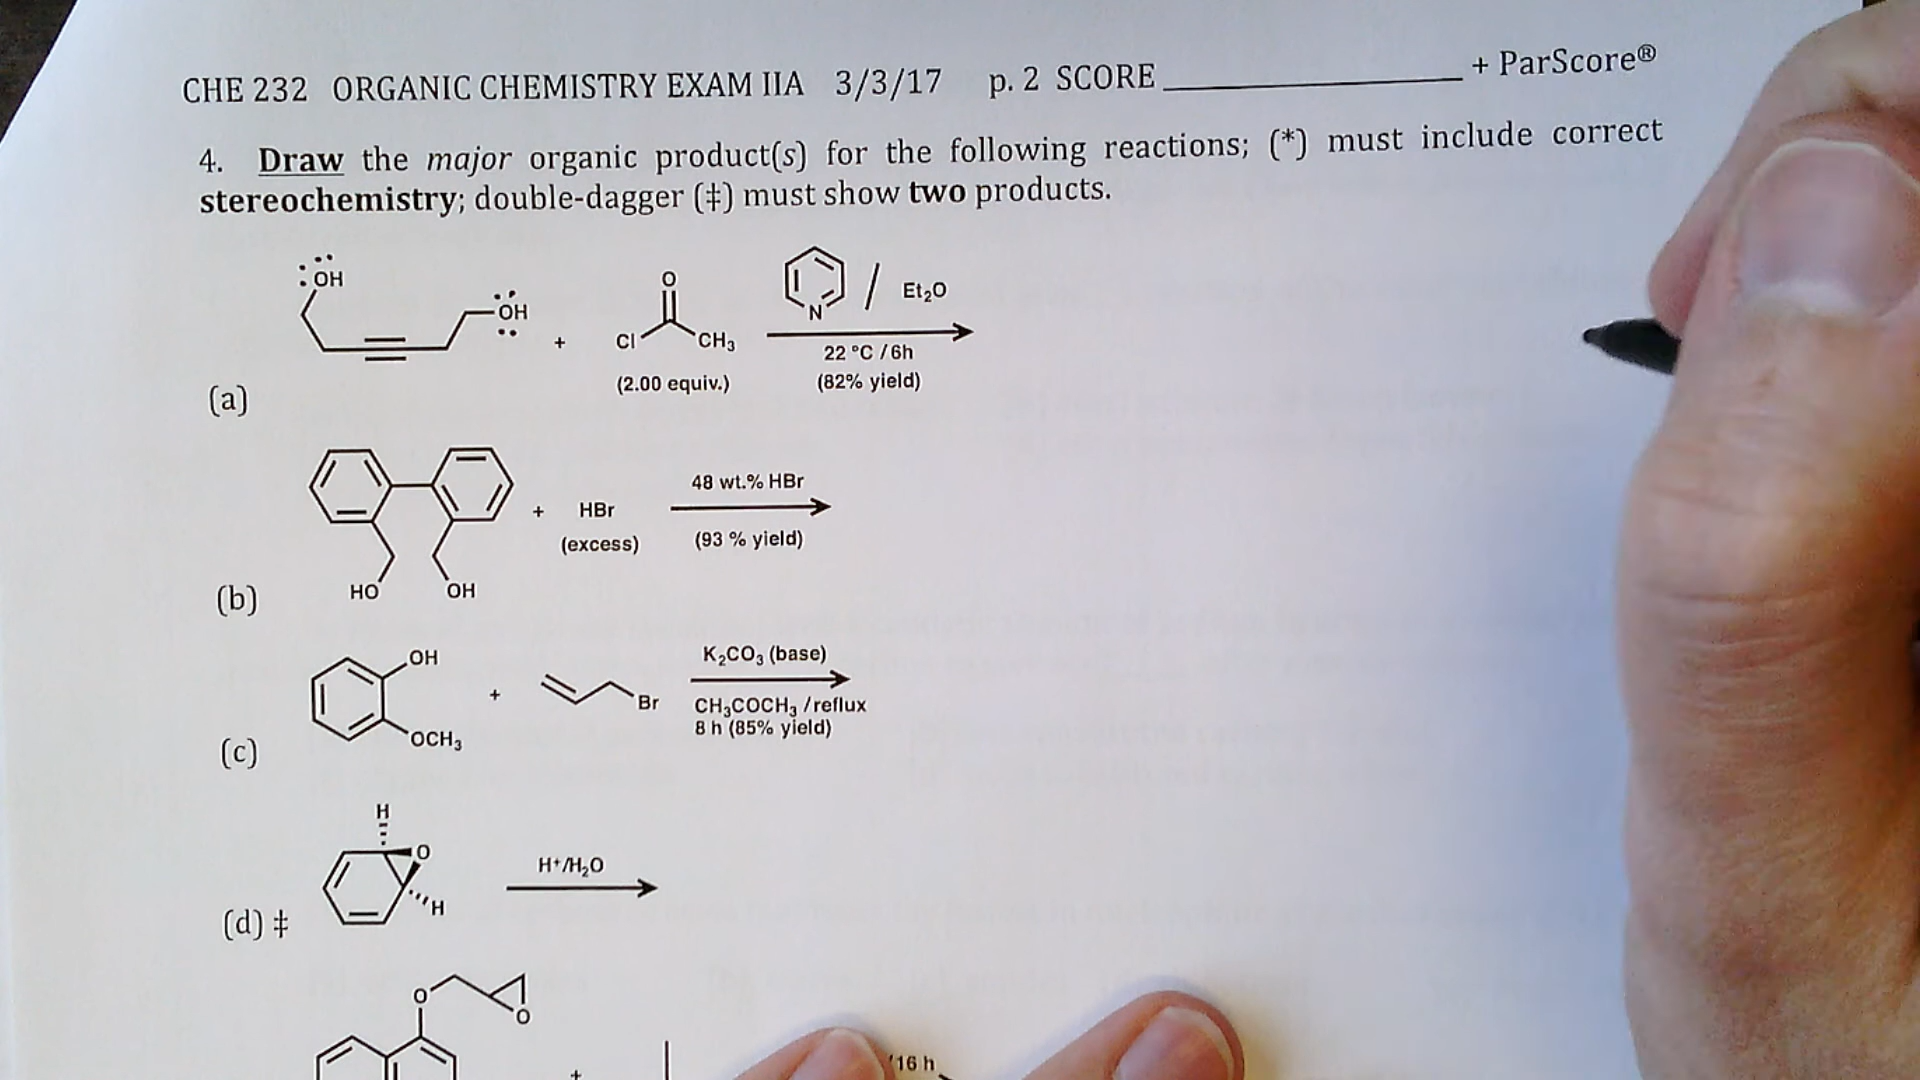 CHE 232 ORGANIC CHEMISTRY EXAM IIA 3/3/17 p. 2 SCORE ____________ + ParScore®
4. Draw the major organic product(s) for the following reactions; (*) must include correct
stereochemistry; double-dagger (‡) must show two products.
(a)
OH
OH
+
O
Cl
CH₃
(2.00 equiv.)
N
/
Et₂O
22 °C / 6h
(82% yield)
(b)
HO
OH
+
HBr
(excess)
48 wt.% HBr
(93 % yield)
(c)
OH
OCH₃
+
Br
K₂CO₃ (base)
CH₃COCH₃ / reflux
8 h (85% yield)
(d) ‡
H
O
H
H⁺/H₂O
O
O
+
16 h